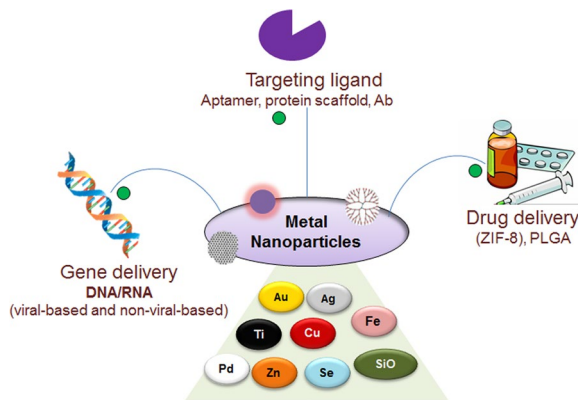 Targeting ligand
Aptamer, protein scaffold, Ab
Metal
Nanoparticles
Gene delivery
DNA/RNA
(viral-based and non-viral-based)
Drug delivery
(ZIF-8), PLGA
Au
Ag
Ti
Cu
Fe
Pd
Zn
Se
SiO